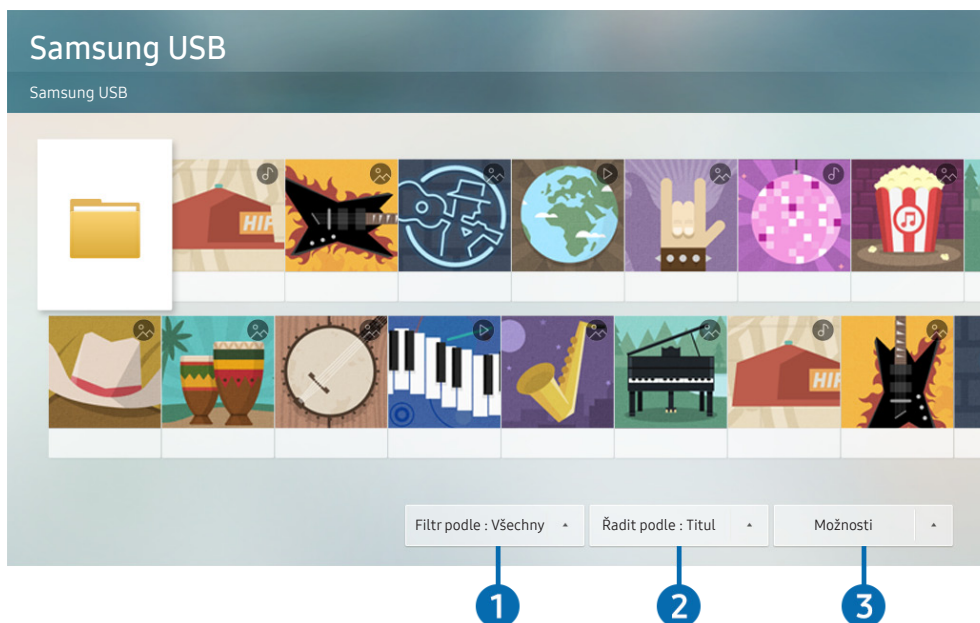 Samsung USB
Samsung USB
HIP
HIP
Filtr podle : Všechny
Řadit podle : Titul
Možnosti
1
2
3